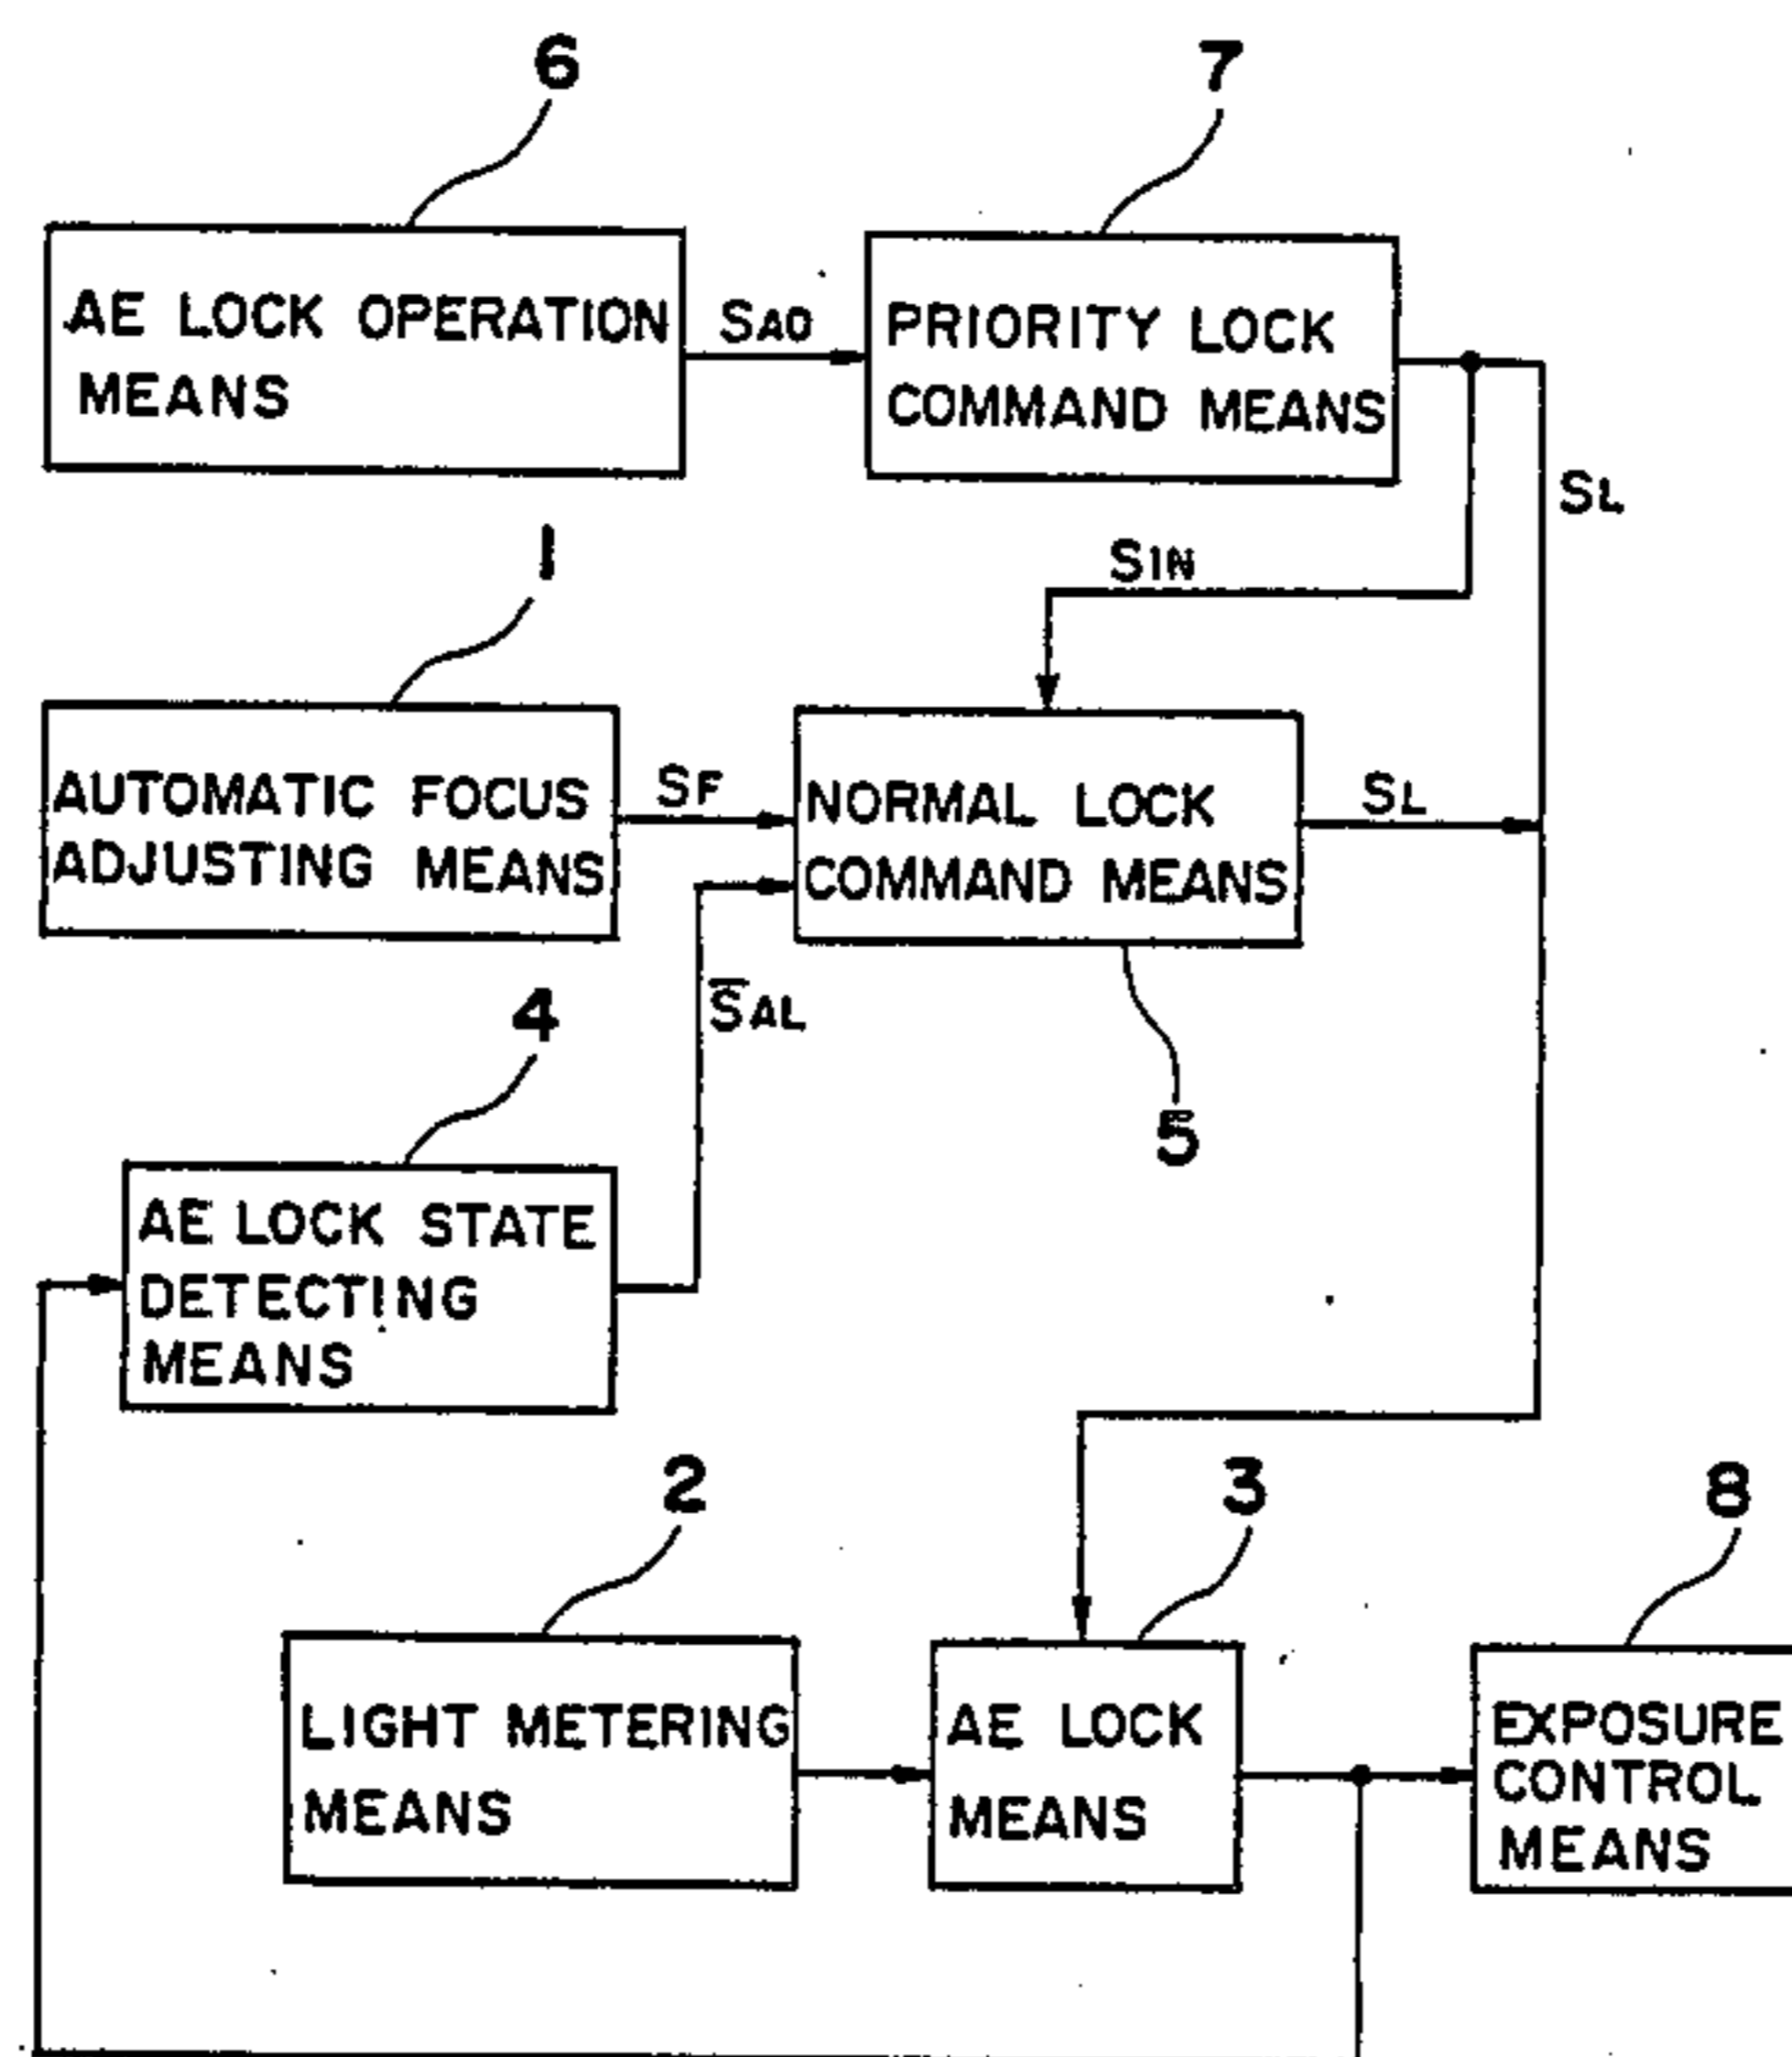 6
7
AE LOCK OPERATION
MEANS
SAO
PRIORITY LOCK
COMMAND MEANS
SL
SIN
1
AUTOMATIC FOCUS
ADJUSTING MEANS
SF
NORMAL LOCK
COMMAND MEANS
SL
S̅AL
5
4
AE LOCK STATE
DETECTING
MEANS
2
3
8
LIGHT METERING
MEANS
AE LOCK
MEANS
EXPOSURE
CONTROL
MEANS